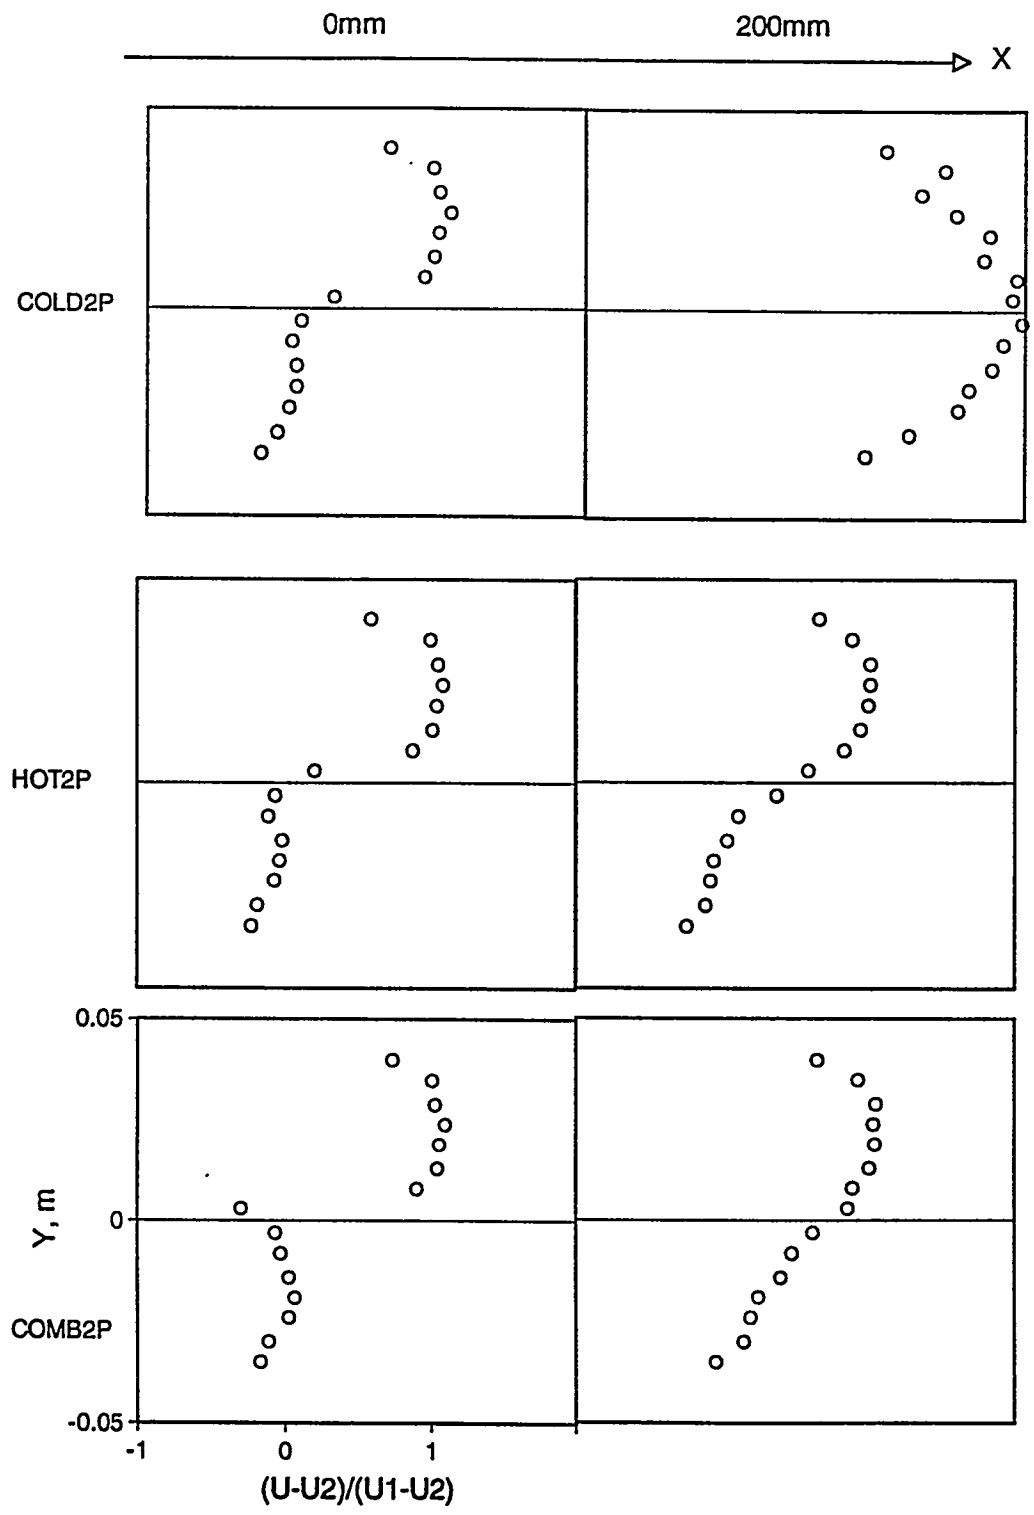 0mm 200mm
X
COLD2P
HOT2P
0.05
Y, m
0
COMB2P
-0.05
-1 0 1
(U-U2)/(U1-U2)